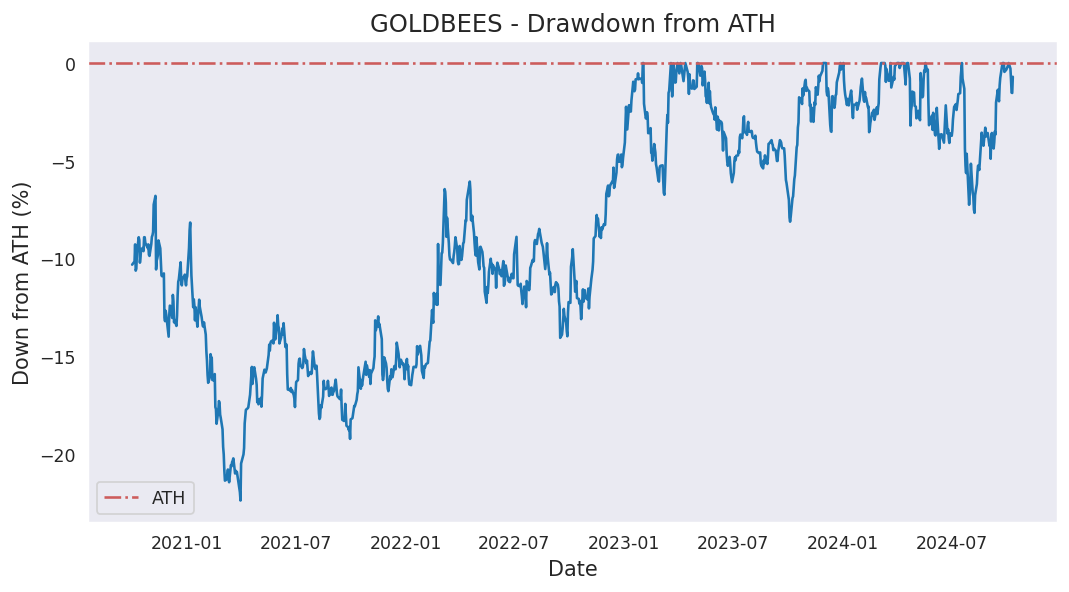 GOLDBEES - Drawdown from ATH
Down from ATH (%)
0
−5
−10
−15
−20
ATH
2021-01 2021-07 2022-01 2022-07 2023-01 2023-07 2024-01 2024-07
Date